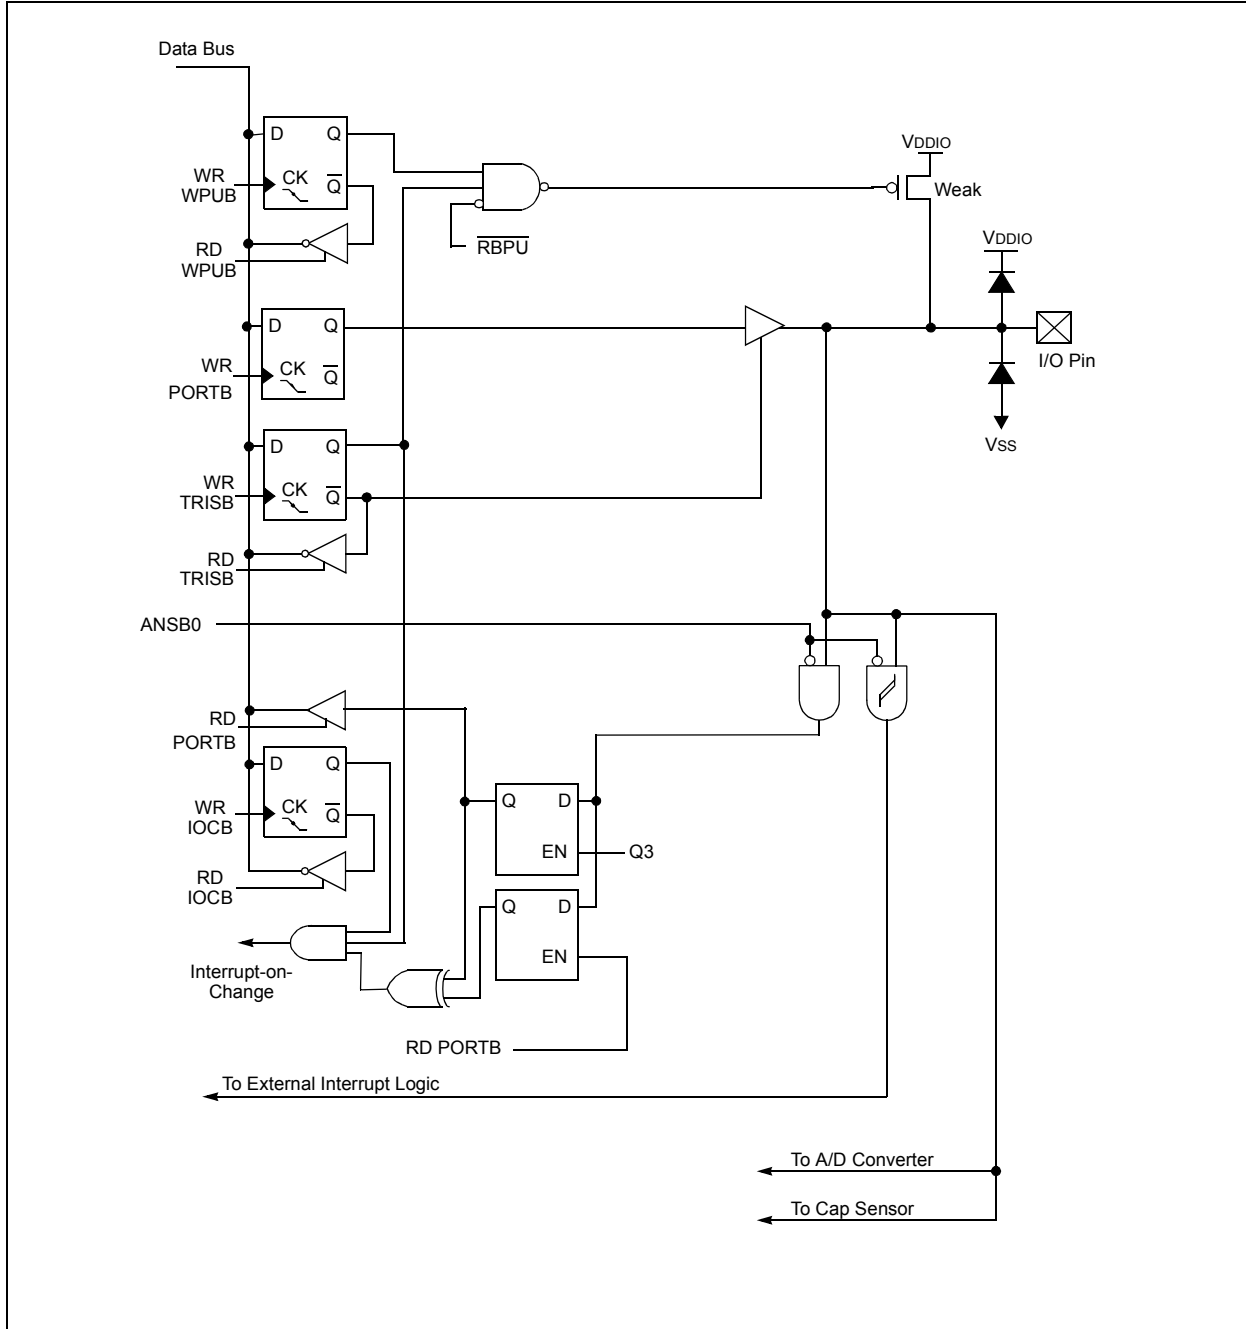 Data Bus
D Q
WR
WPUB
CK Q
RD
WPUB
RBPU
VDDIO
Weak
VDDIO
D Q
WR
PORTB
CK Q
I/O Pin
VSS
D Q
WR
TRISB
CK Q
RD
TRISB
ANSB0
RD
PORTB
D Q
WR
IOCB
CK Q
RD
IOCB
Q D
EN
Q3
Q D
EN
Interrupt-on-
Change
RD PORTB
To External Interrupt Logic
To A/D Converter
To Cap Sensor